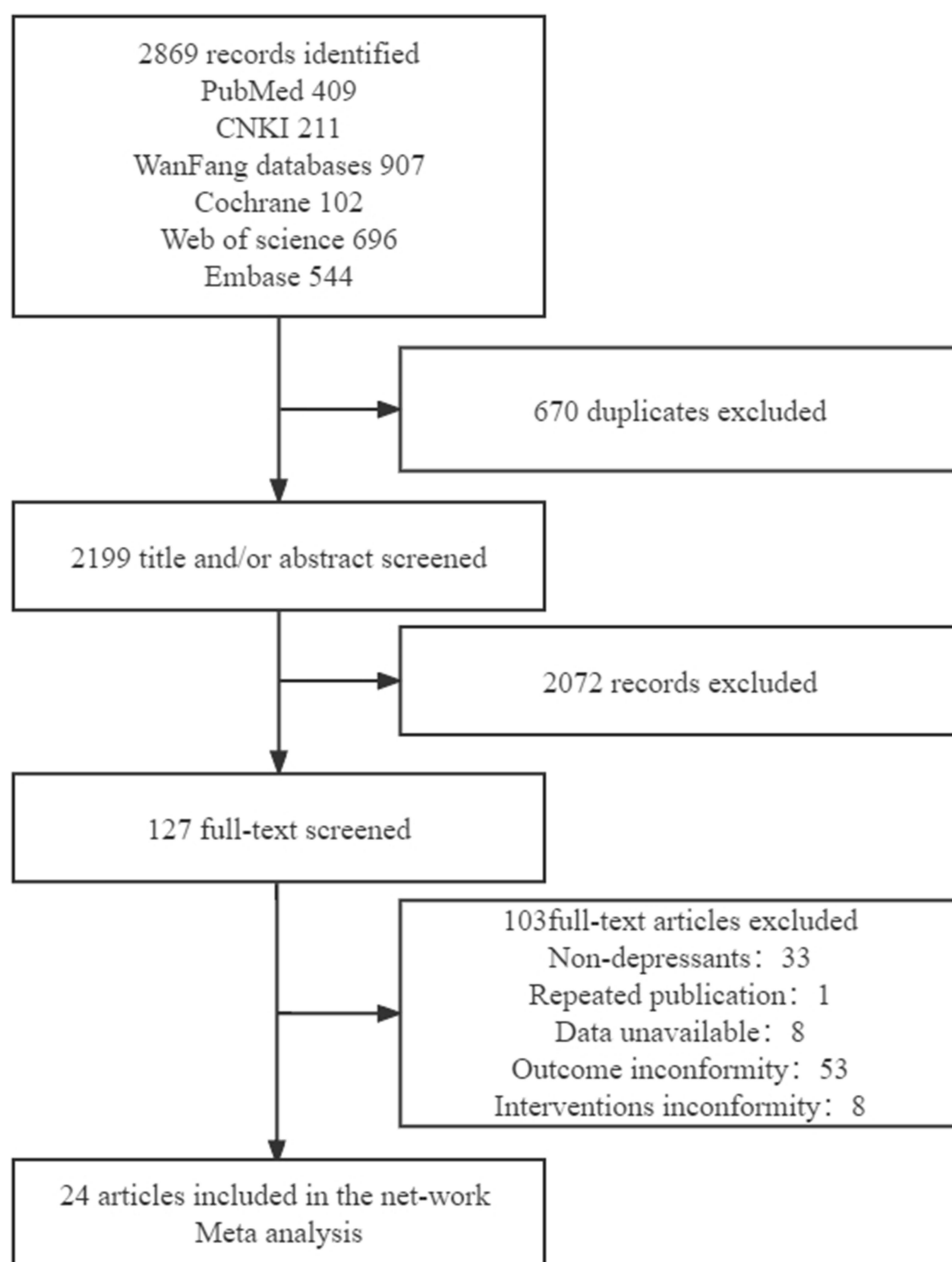 2869 records identified
PubMed 409
CNKI 211
WanFang databases 907
Cochrane 102
Web of science 696
Embase 544
670 duplicates excluded
2199 title and/or abstract screened
2072 records excluded
127 full-text screened
103full-text articles excluded
Non-depressants：33
Repeated publication：1
Data unavailable：8
Outcome inconformity：53
Interventions inconformity：8
24 articles included in the net-work
Meta analysis